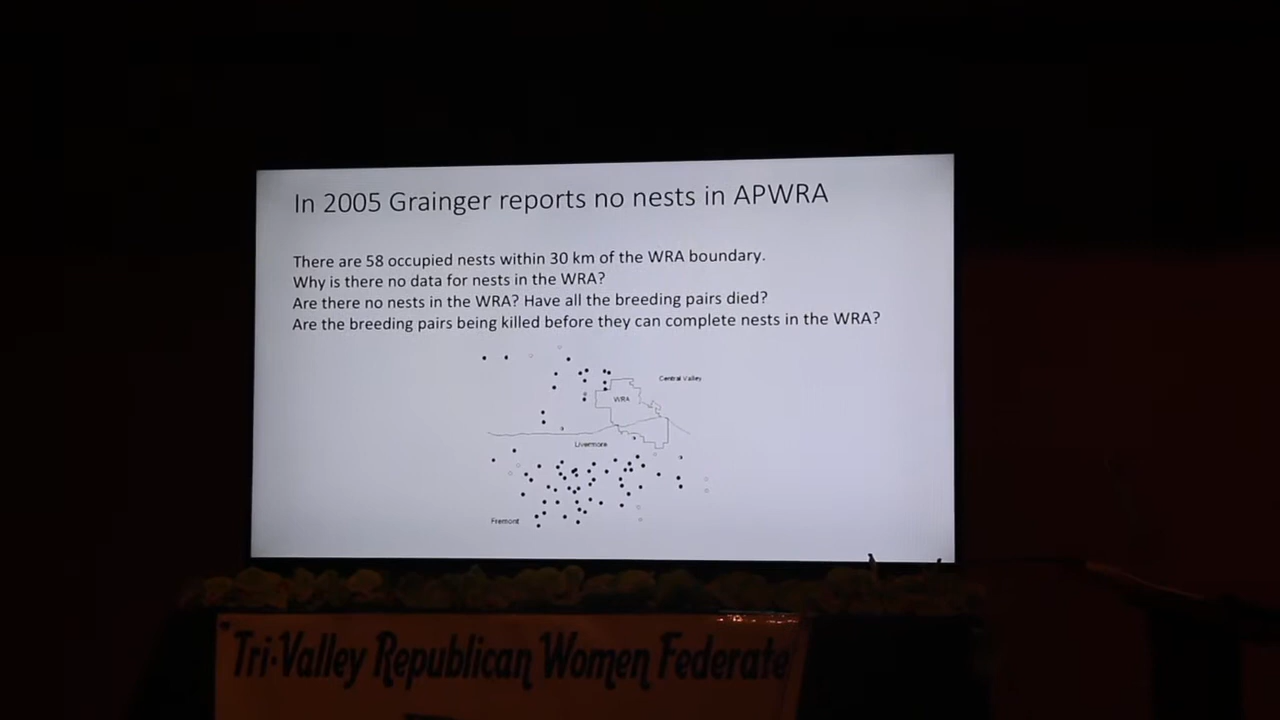 In 2005 Grainger reports no nests in APWRA
There are 58 occupied nests within 30 km of the WRA boundary.
Why is there no data for nests in the WRA?
Are there no nests in the WRA? Have all the breeding pairs died?
Are the breeding pairs being killed before they can complete nests in the WRA?
Central Valley
WRA
Livermore
Fremont
Tri-Valley Republican Women Federate